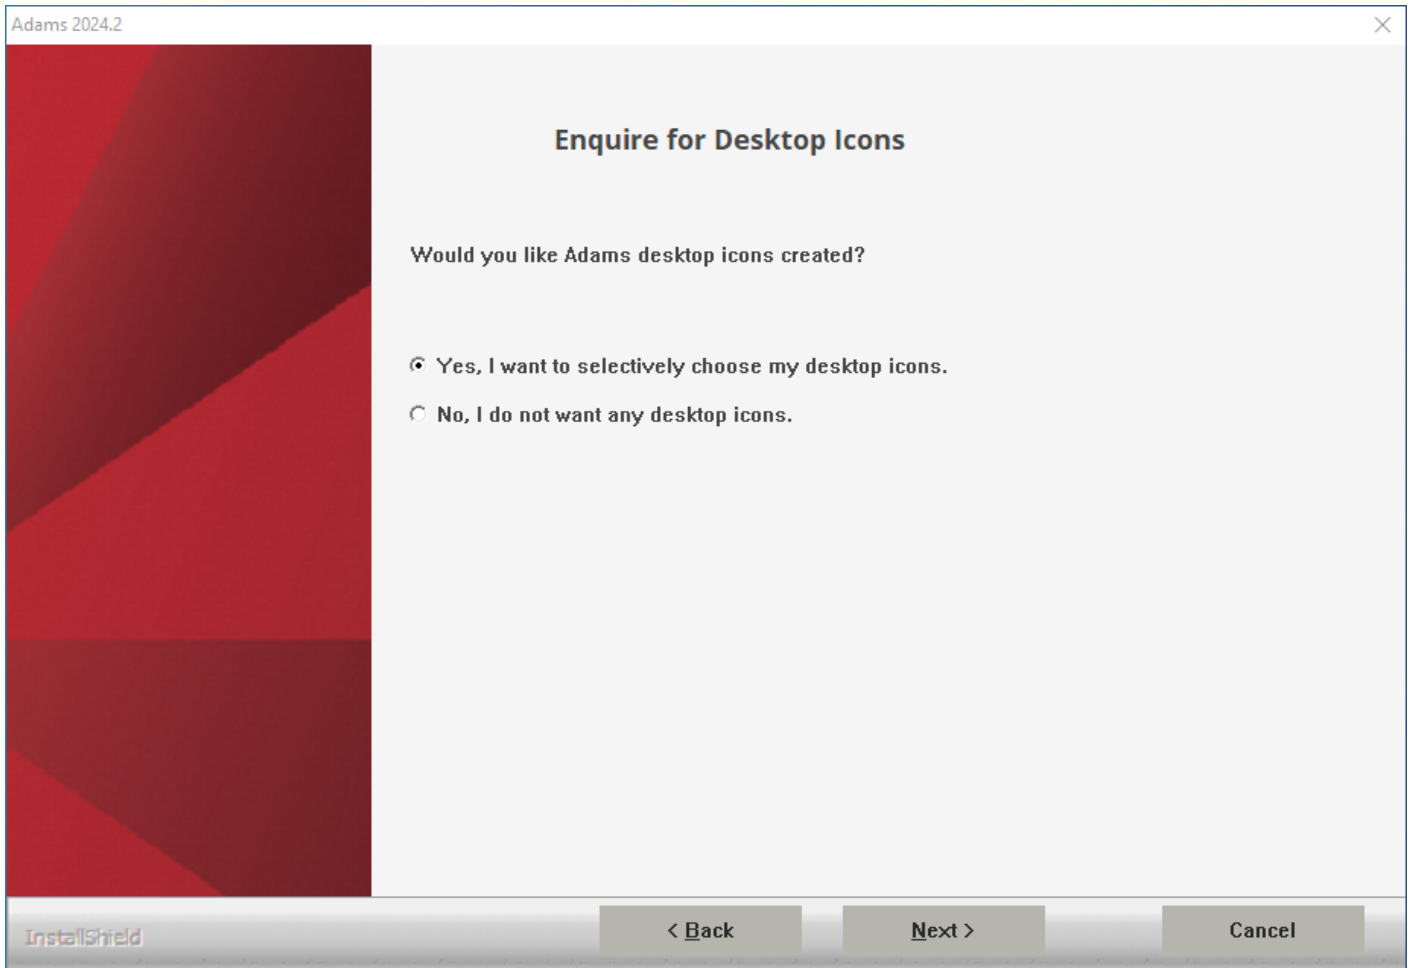 Adams 2024.2
Enquire for Desktop Icons
Would you like Adams desktop icons created?
Yes, I want to selectively choose my desktop icons.
No, I do not want any desktop icons.
InstallShield
< Back
Next >
Cancel